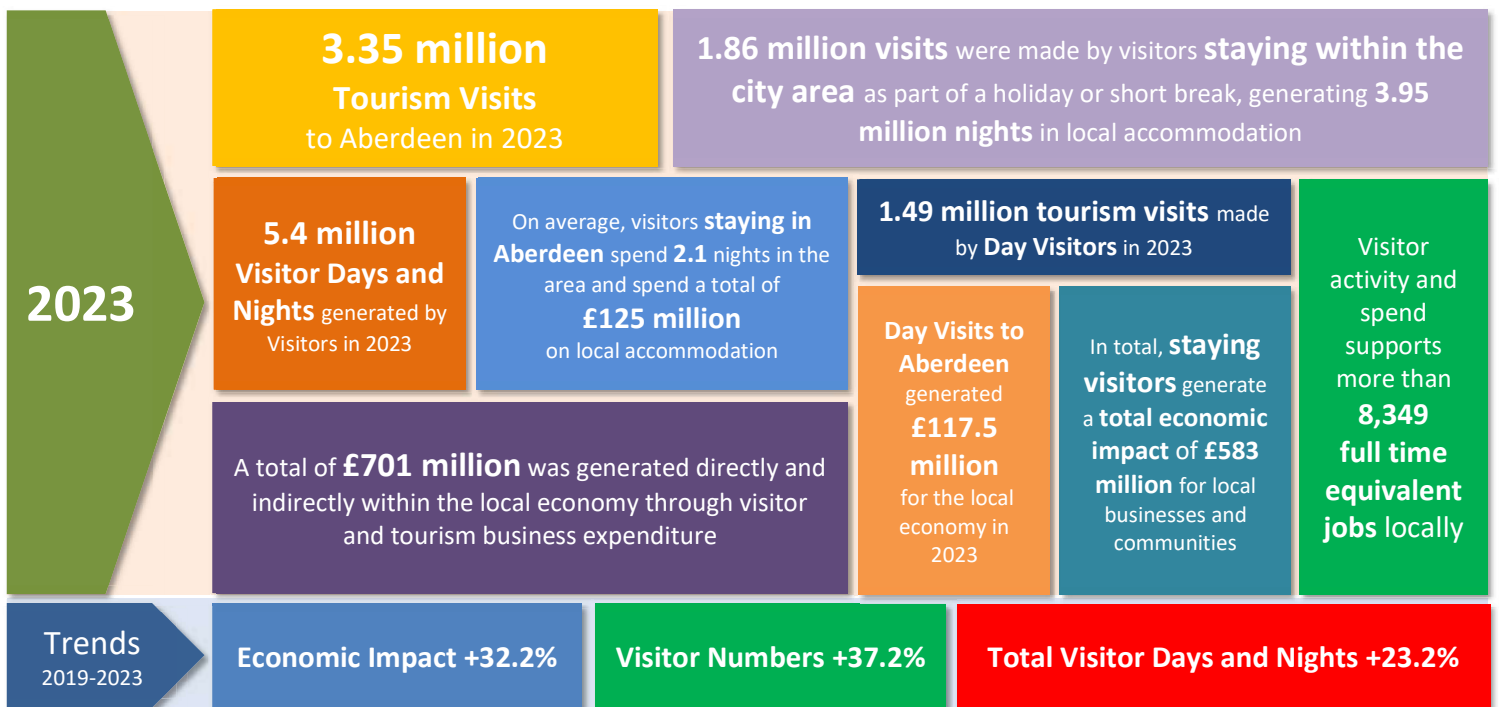 2023
3.35 million
Tourism Visits
to Aberdeen in 2023
1.86 million visits were made by visitors staying within the
city area as part of a holiday or short break, generating 3.95
million nights in local accommodation
5.4 million
Visitor Days and
Nights generated by
Visitors in 2023
On average, visitors staying in
Aberdeen spend 2.1 nights in the
area and spend a total of
£125 million
on local accommodation
1.49 million tourism visits made
by Day Visitors in 2023
Day Visits to
Aberdeen
generated
£117.5
million
for the local
economy in
2023
In total, staying
visitors generate
a total economic
impact of £583
million for local
businesses and
communities
Visitor
activity and
spend
supports
more than
8,349
full time
equivalent
jobs locally
A total of £701 million was generated directly and
indirectly within the local economy through visitor
and tourism business expenditure
Trends
2019-2023
Economic Impact +32.2%
Visitor Numbers +37.2%
Total Visitor Days and Nights +23.2%